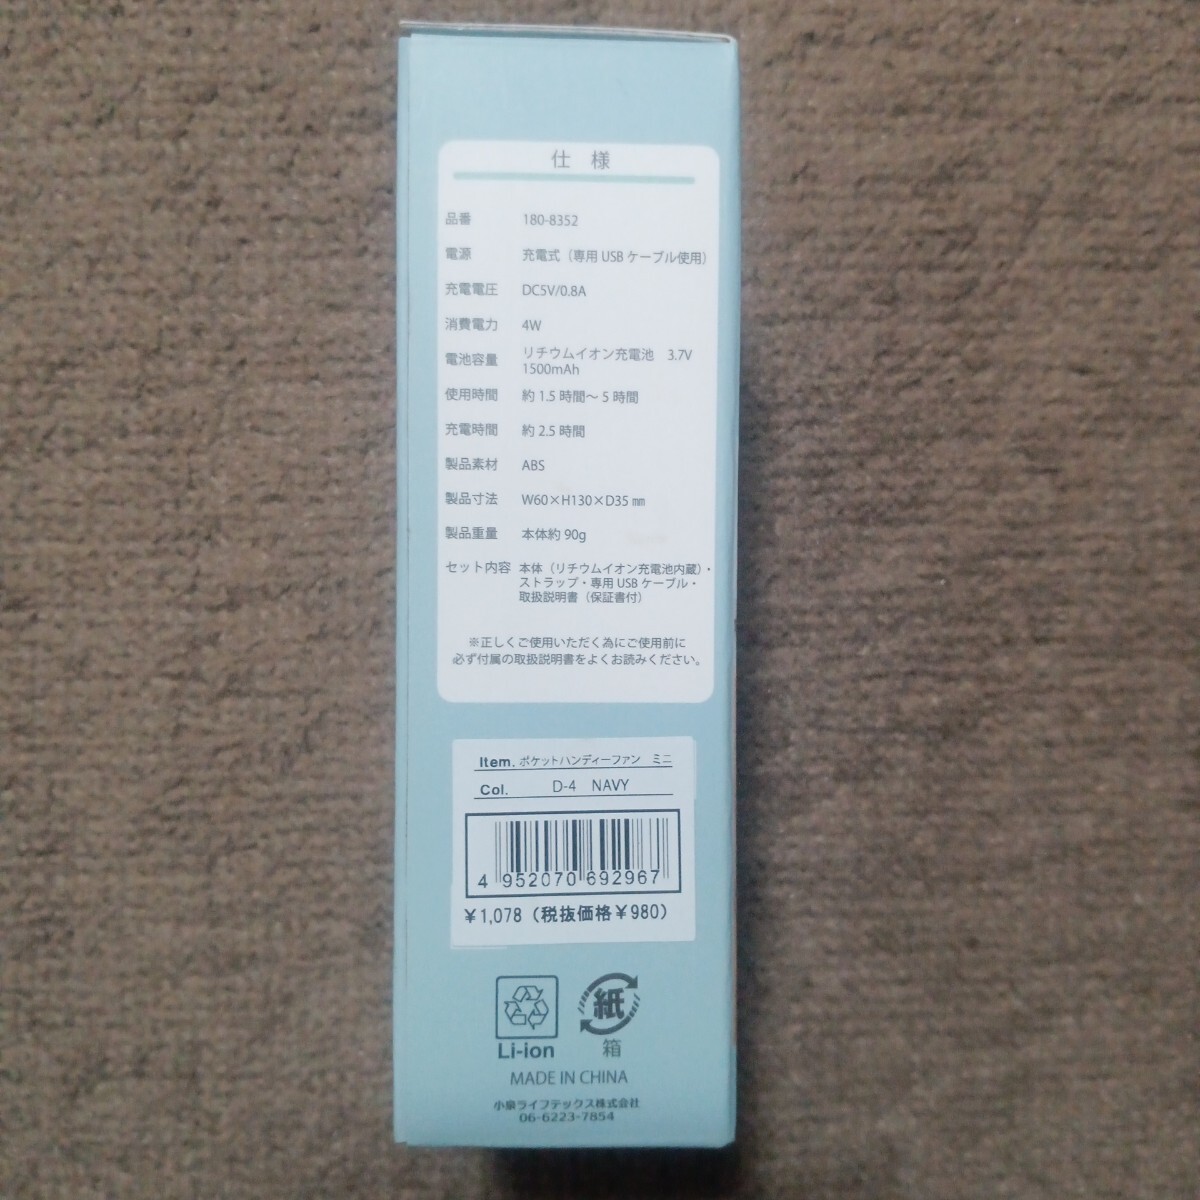 仕様
品番 180-8352
電源 充電式（専用USBケーブル使用）
充電電圧 DC5V/0.8A
消費電力 4W
電池容量 リチウムイオン充電池 3.7V
1500mAh
使用時間 約1.5時間〜5時間
充電時間 約2.5時間
製品素材 ABS
製品寸法 W60×H130×D35㎜
製品重量 本体約90g
セット内容 本体（リチウムイオン充電池内蔵）・
ストラップ・専用USBケーブル・
取扱説明書（保証書付）
※正しくご使用いただく為にご使用前に
必ず付属の取扱説明書をよくお読みください。
Item. ポケットハンディーファン ミニ
Col. D-4 NAVY
4 952070 692967
¥1,078（税抜価格¥980）
Li-ion
紙
箱
MADE IN CHINA
小泉ライフテックス株式会社
06-6223-7854